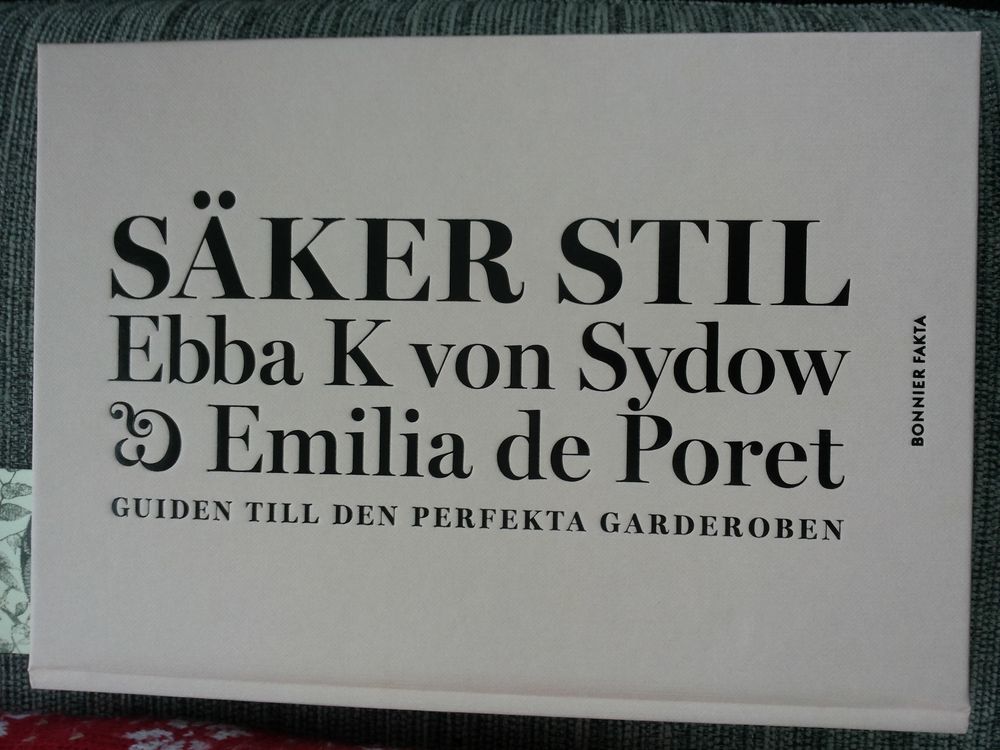 SÄKER STIL
Ebba K von Sydow
& Emilia de Poret
GUIDEN TILL DEN PERFEKTA GARDEROBEN
BONNIER FAKTA